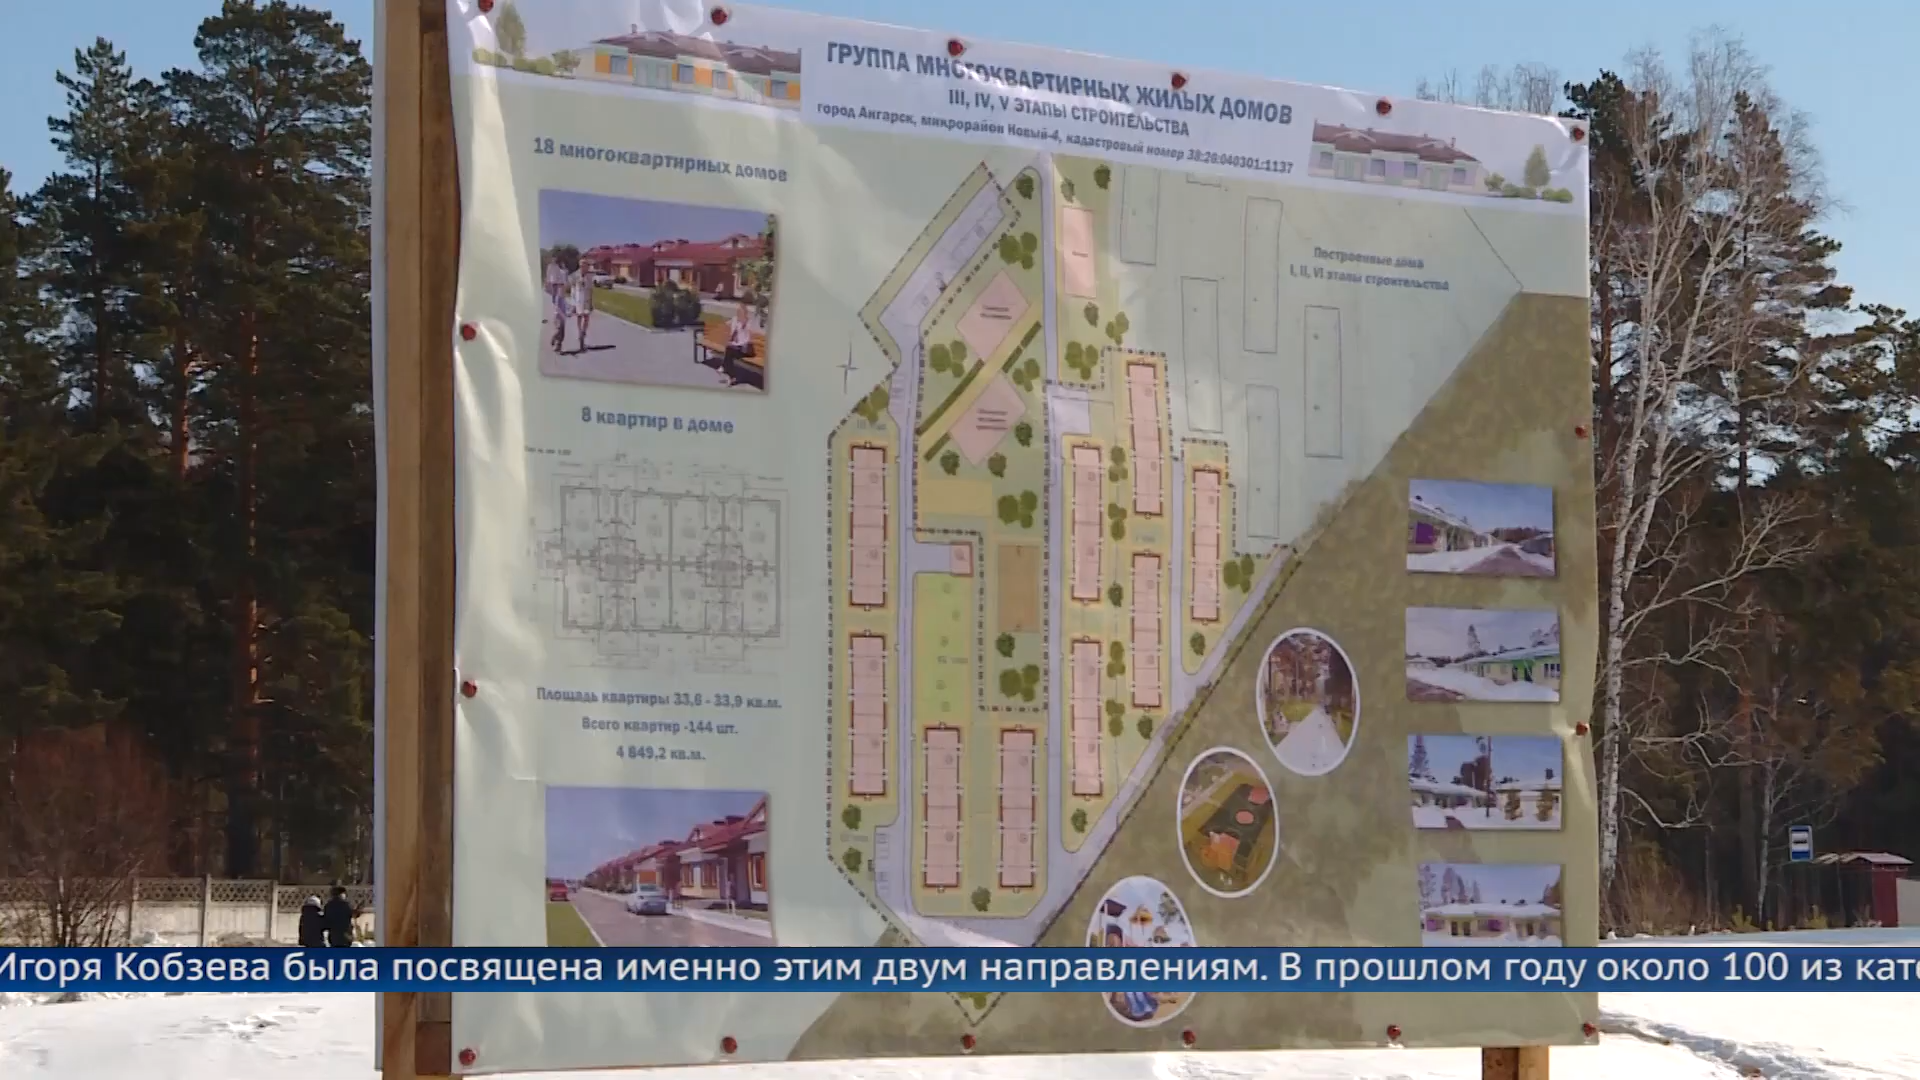 ГРУППА МНОГОКВАРТИРНЫХ ЖИЛЫХ ДОМОВ
III, IV, V ЭТАПЫ СТРОИТЕЛЬСТВА
город Ангарск, микрорайон Новый-4, кадастровый номер 38:26:040301:1137
18 многоквартирных домов
Построенные дома
I, II, VI этапы строительства
8 квартир в доме
Площадь квартиры 33,6 - 33,9 кв.м.
Всего квартир -144 шт.
4 849,2 кв.м.
Игоря Кобзева была посвящена именно этим двум направлениям. В прошлом году около 100 из кате